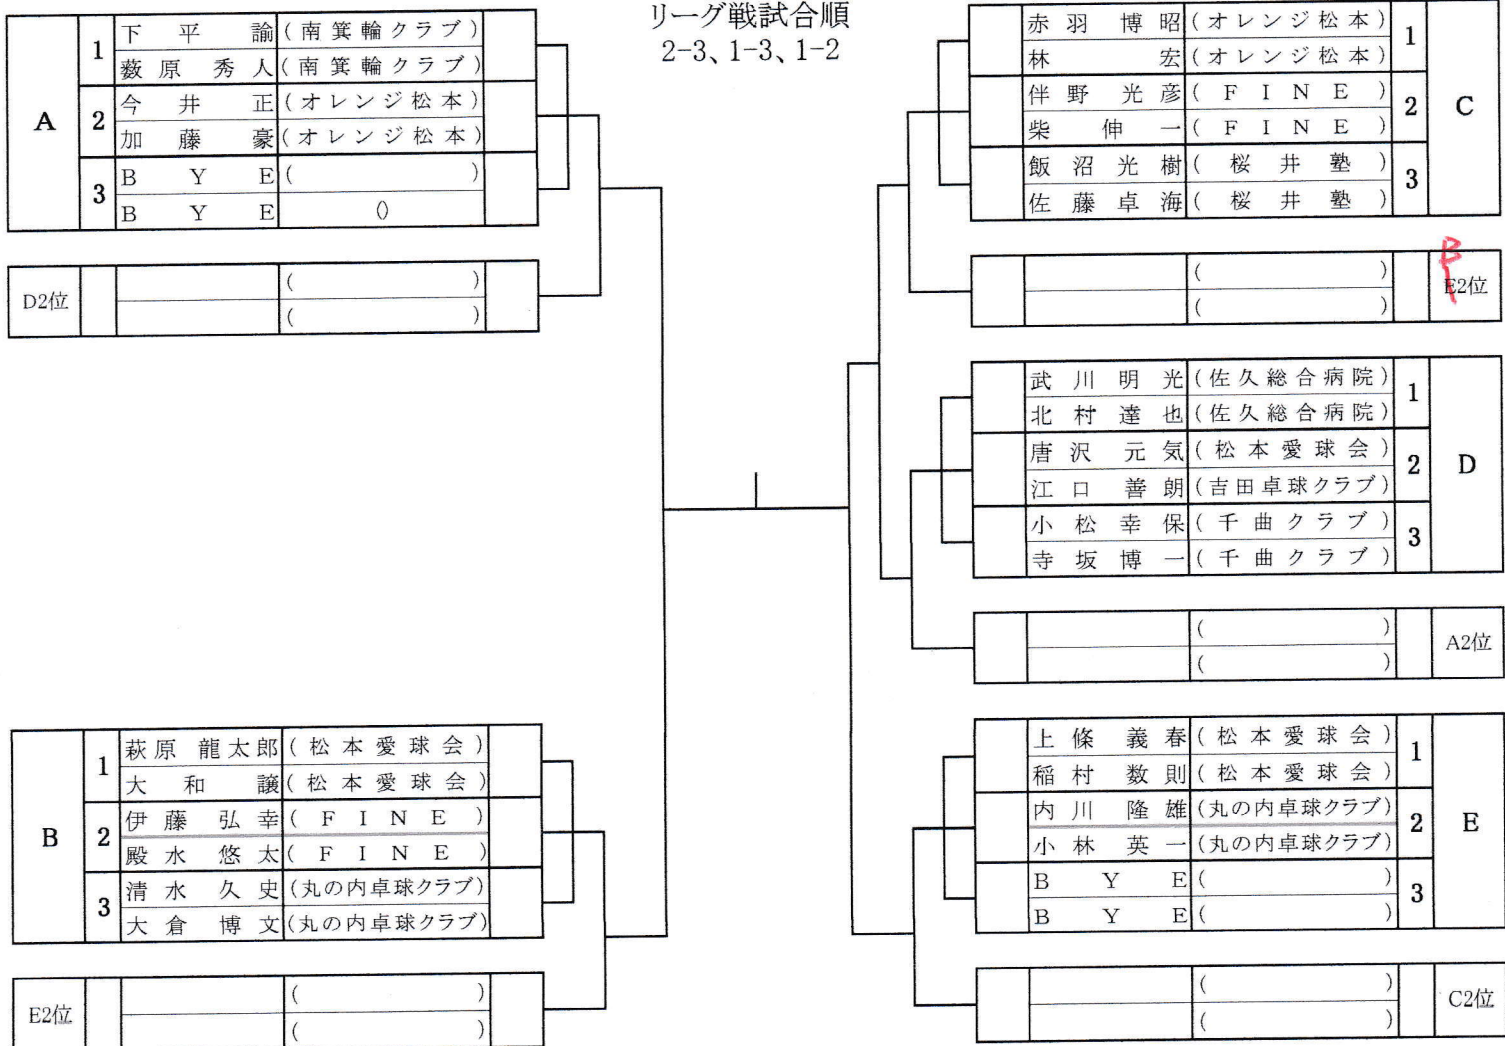 リーグ戦試合順
2-3、1-3、1-2
A
1
下平 諭(南箕輪クラブ)
薮原 秀人(南箕輪クラブ)
2
今井 正(オレンジ松本)
加藤 豪(オレンジ松本)
3
BYE( )
BYE ()
D2位
( )
( )
B
1
萩原 龍太郎(松本愛球会)
大和 譲(松本愛球会)
2
伊藤 弘幸(FINE)
殿水 悠太(FINE)
3
清水 久史(丸の内卓球クラブ)
大倉 博文(丸の内卓球クラブ)
E2位
( )
( )
赤羽 博昭(オレンジ松本)
林 宏(オレンジ松本)
1
伴野 光彦(FINE)
柴 伸一(FINE)
2
飯沼光樹(桜井塾)
佐藤卓海(桜井塾)
3
C
( )
( )
B
E2位
武川明光(佐久総合病院)
北村達也(佐久総合病院)
1
唐沢 元気(松本愛球会)
江口 善朗(吉田卓球クラブ)
2
小松幸保(千曲クラブ)
寺坂博一(千曲クラブ)
3
D
( )
( )
A2位
上條 義春(松本愛球会)
稲村 数則(松本愛球会)
1
内川 隆雄(丸の内卓球クラブ)
小林 英一(丸の内卓球クラブ)
2
BYE( )
BYE( )
3
E
( )
( )
C2位